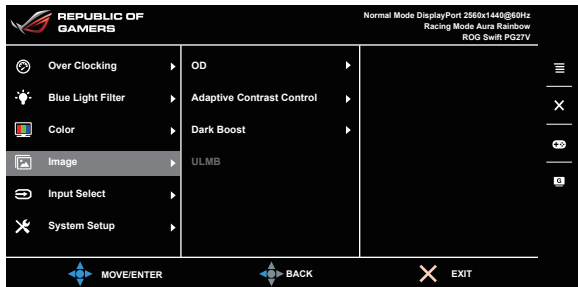 REPUBLIC OF
GAMERS
Normal Mode DisplayPort 2560x1440@60Hz
Racing Mode Aura Rainbow
ROG Swift PG27V
Over Clocking
OD
Blue Light Filter
Adaptive Contrast Control
Color
Dark Boost
Image
ULMB
Input Select
System Setup
G
MOVE/ENTER
BACK
EXIT